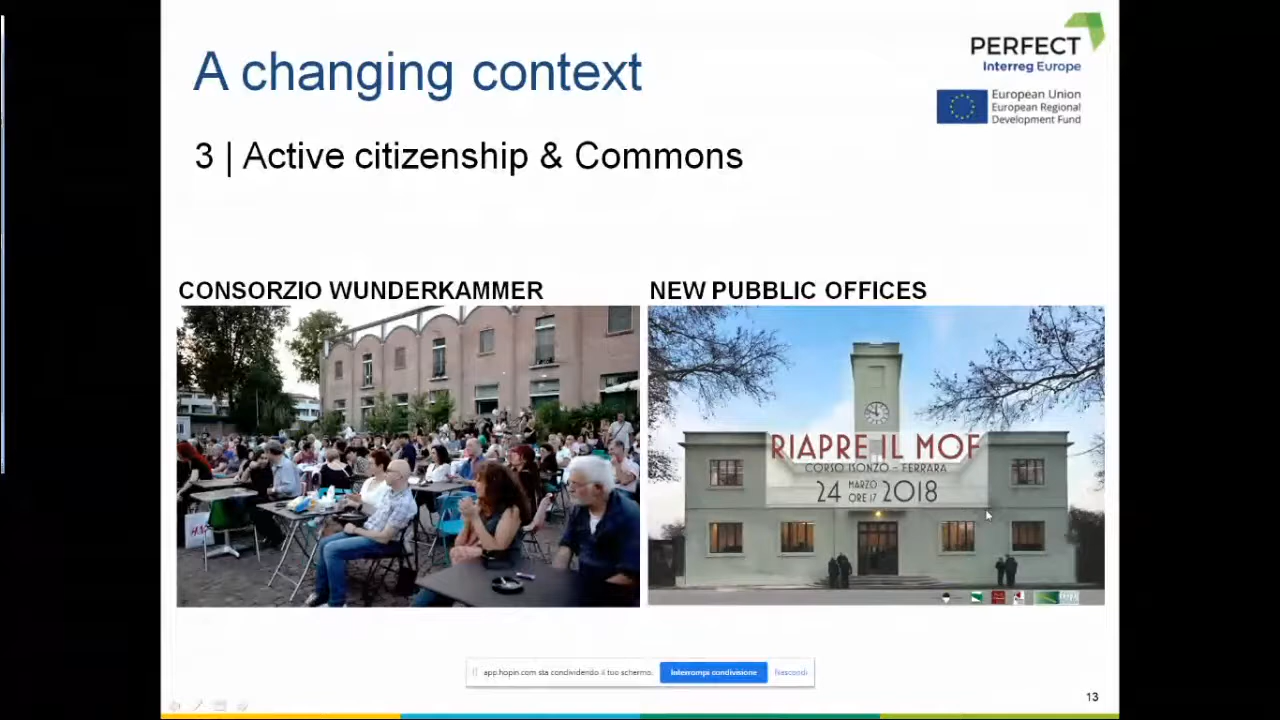 A changing context
PERFECT
Interreg Europe
European Union
European Regional
Development Fund
3 | Active citizenship & Commons
CONSORZIO WUNDERKAMMER
NEW PUBBLIC OFFICES
RIAPRE IL MOF
CORSO ISONZO - FERRARA
24 MARZO ORE 17 2018
app.hopin.com sta condividendo il tuo schermo.
Interrompi condivisione
Nascondi
13